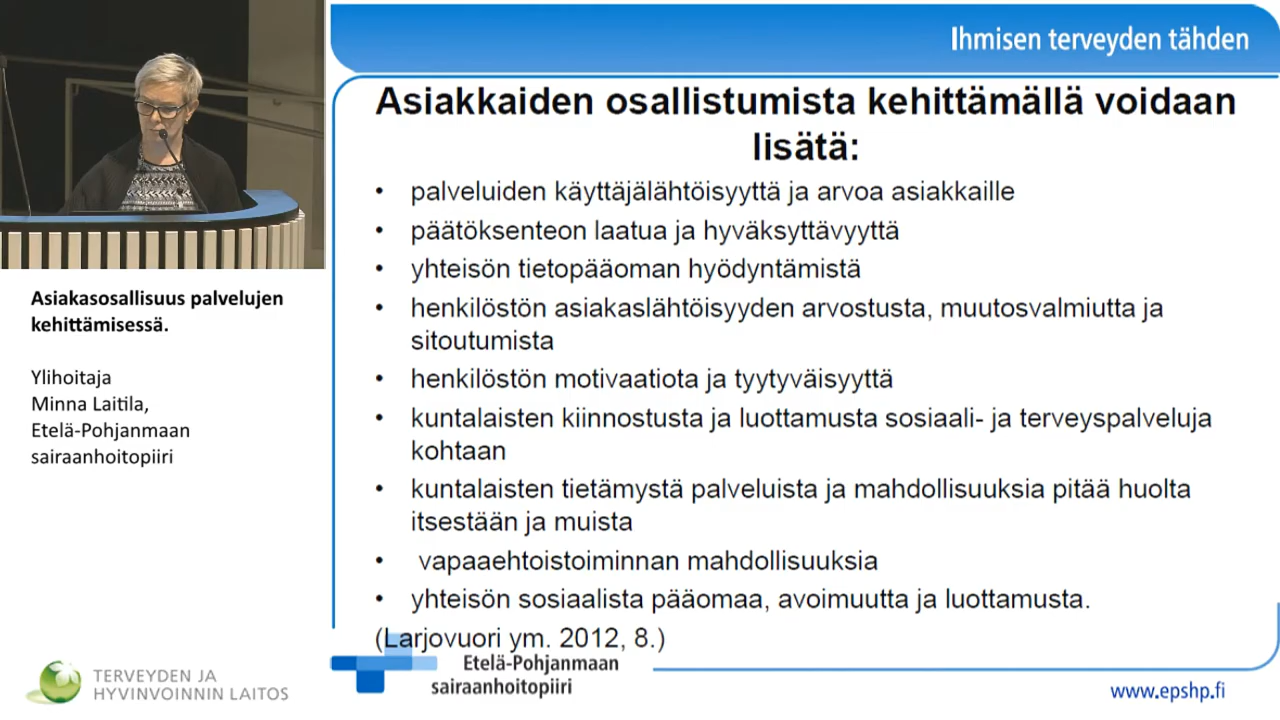 Ihmisen terveyden tähden
Asiakkaiden osallistumista kehittämällä voidaan
lisätä:
• palveluiden käyttäjälähtöisyyttä ja arvoa asiakkaille
• päätöksenteon laatua ja hyväksyttävyyttä
• yhteisön tietopääoman hyödyntämistä
• henkilöstön asiakaslähtöisyyden arvostusta, muutosvalmiutta ja
sitoutumista
• henkilöstön motivaatiota ja tyytyväisyyttä
• kuntalaisten kiinnostusta ja luottamusta sosiaali- ja terveyspalveluja
kohtaan
• kuntalaisten tietämystä palveluista ja mahdollisuuksia pitää huolta
itsestään ja muista
• vapaaehtoistoiminnan mahdollisuuksia
• yhteisön sosiaalista pääomaa, avoimuutta ja luottamusta.
(Larjovuori ym. 2012, 8.)
Etelä-Pohjanmaan
sairaanhoitopiiri
www.epshp.fi
Asiakasosallisuus palvelujen
kehittämisessä.
Ylihoitaja
Minna Laitila,
Etelä-Pohjanmaan
sairaanhoitopiiri
TERVEYDEN JA
HYVINVOINNIN LAITOS